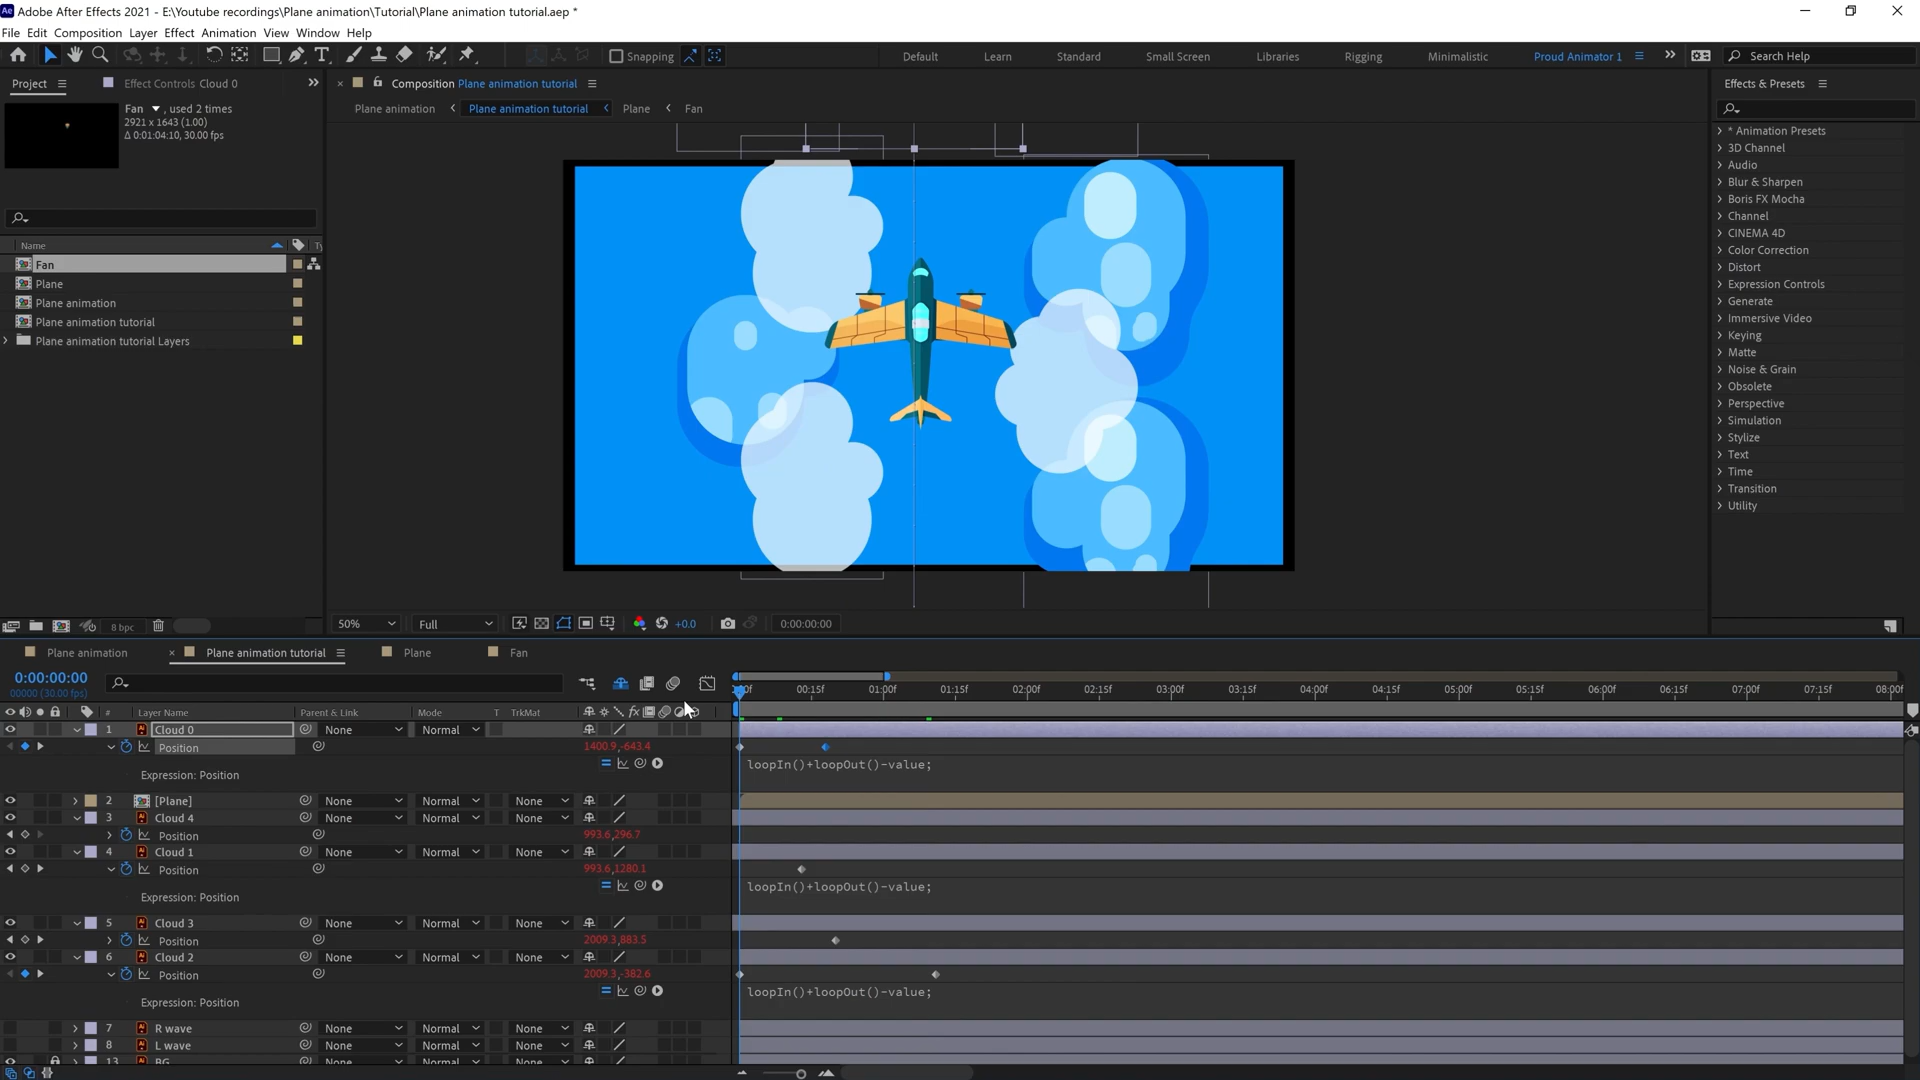 Ae Adobe After Effects 2021 - E:\Youtube recordings\Plane animation\Tutorial\Plane animation tutorial.aep *
File Edit Composition Layer Effect Animation View Window Help
Snapping Default Learn Standard Small Screen Libraries Rigging Minimalistic Proud Animator 1 Search Help
Project Effect Controls Cloud 0
Composition Plane animation tutorial
Effects & Presets
Fan , used 2 times
2921 x 1643 (1.00)
Δ 0:01:04:10, 30.00 fps
Plane animation Plane animation tutorial Plane Fan
Name Ty
Fan
Plane
Plane animation
Plane animation tutorial
Plane animation tutorial Layers
* Animation Presets
3D Channel
Audio
Blur & Sharpen
Boris FX Mocha
Channel
CINEMA 4D
Color Correction
Distort
Expression Controls
Generate
Immersive Video
Keying
Matte
Noise & Grain
Obsolete
Perspective
Simulation
Stylize
Text
Time
Transition
Utility
8 bpc
50% Full +0.0 0:00:00:00
Plane animation Plane animation tutorial Plane Fan
0:00:00:00
00000 (30.00 fps)
00:15f 01:00f 01:15f 02:00f 02:15f 03:00f 03:15f 04:00f 04:15f 05:00f 05:15f 06:00f 06:15f 07:00f 07:15f 08:00f
# Layer Name Parent & Link Mode T TrkMat
1 Cloud 0 None Normal
Position 1400.9,-643.4
Expression: Position loopIn()+loopOut()-value;
2 [Plane] None Normal None
3 Cloud 4 None Normal None
Position 993.6,296.7
4 Cloud 1 None Normal None
Position 993.6,1280.1
Expression: Position loopIn()+loopOut()-value;
5 Cloud 3 None Normal None
Position 2009.3,883.5
6 Cloud 2 None Normal None
Position 2009.3,-382.6
Expression: Position loopIn()+loopOut()-value;
7 R wave None Normal None
8 L wave None Normal None
13 BG None Normal None